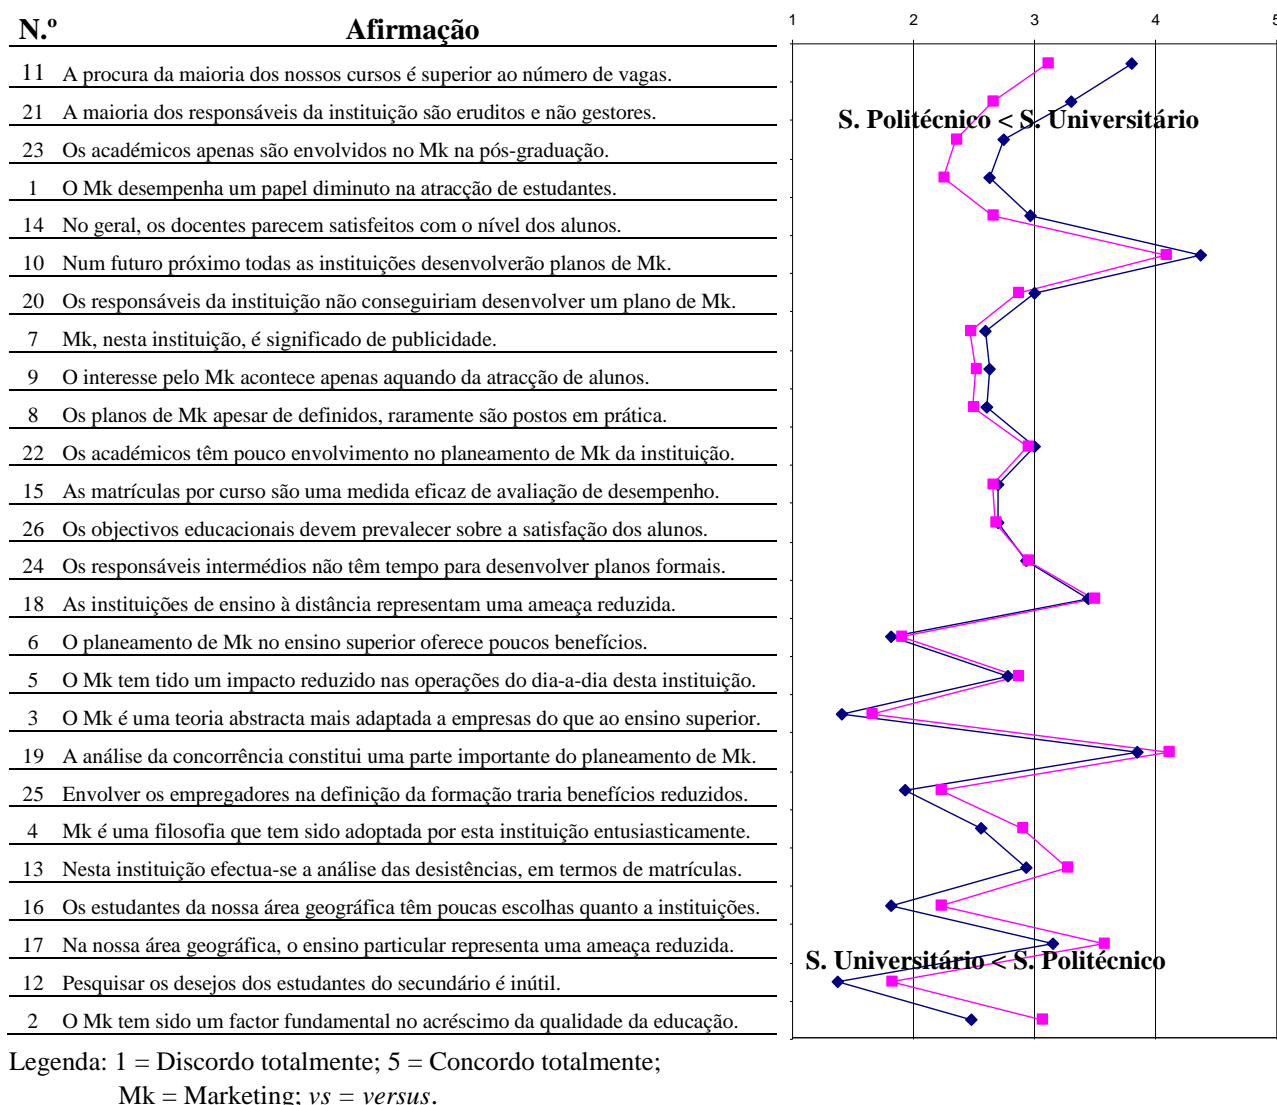 N.º Afirmação 1 2 3 4 5
11 A procura da maioria dos nossos cursos é superior ao número de vagas.
21 A maioria dos responsáveis da instituição são eruditos e não gestores.
S. Politécnico < S. Universitário
23 Os académicos apenas são envolvidos no Mk na pós-graduação.
1 O Mk desempenha um papel diminuto na atracção de estudantes.
14 No geral, os docentes parecem satisfeitos com o nível dos alunos.
10 Num futuro próximo todas as instituições desenvolverão planos de Mk.
20 Os responsáveis da instituição não conseguiriam desenvolver um plano de Mk.
7 Mk, nesta instituição, é significado de publicidade.
9 O interesse pelo Mk acontece apenas aquando da atracção de alunos.
8 Os planos de Mk apesar de definidos, raramente são postos em prática.
22 Os académicos têm pouco envolvimento no planeamento de Mk da instituição.
15 As matrículas por curso são uma medida eficaz de avaliação de desempenho.
26 Os objectivos educacionais devem prevalecer sobre a satisfação dos alunos.
24 Os responsáveis intermédios não têm tempo para desenvolver planos formais.
18 As instituições de ensino à distância representam uma ameaça reduzida.
6 O planeamento de Mk no ensino superior oferece poucos benefícios.
5 O Mk tem tido um impacto reduzido nas operações do dia-a-dia desta instituição.
3 O Mk é uma teoria abstracta mais adaptada a empresas do que ao ensino superior.
19 A análise da concorrência constitui uma parte importante do planeamento de Mk.
25 Envolver os empregadores na definição da formação traria benefícios reduzidos.
4 Mk é uma filosofia que tem sido adoptada por esta instituição entusiasticamente.
13 Nesta instituição efectua-se a análise das desistências, em termos de matrículas.
16 Os estudantes da nossa área geográfica têm poucas escolhas quanto a instituições.
17 Na nossa área geográfica, o ensino particular representa uma ameaça reduzida.
S. Universitário < S. Politécnico
12 Pesquisar os desejos dos estudantes do secundário é inútil.
2 O Mk tem sido um factor fundamental no acréscimo da qualidade da educação.
Legenda: 1 = Discordo totalmente; 5 = Concordo totalmente;
Mk = Marketing; vs = versus.